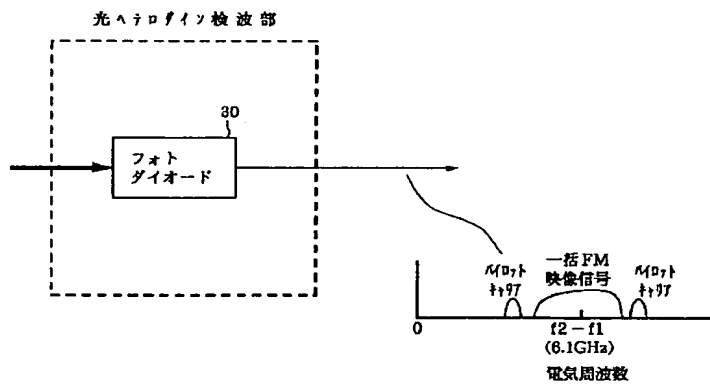 光ヘテロダイン検波部
30
フォト
ダイオード
一括FM
映像信号
パイロット
キャリア
パイロット
キャリア
0
f2−f1
(6.1GHz)
電気周波数